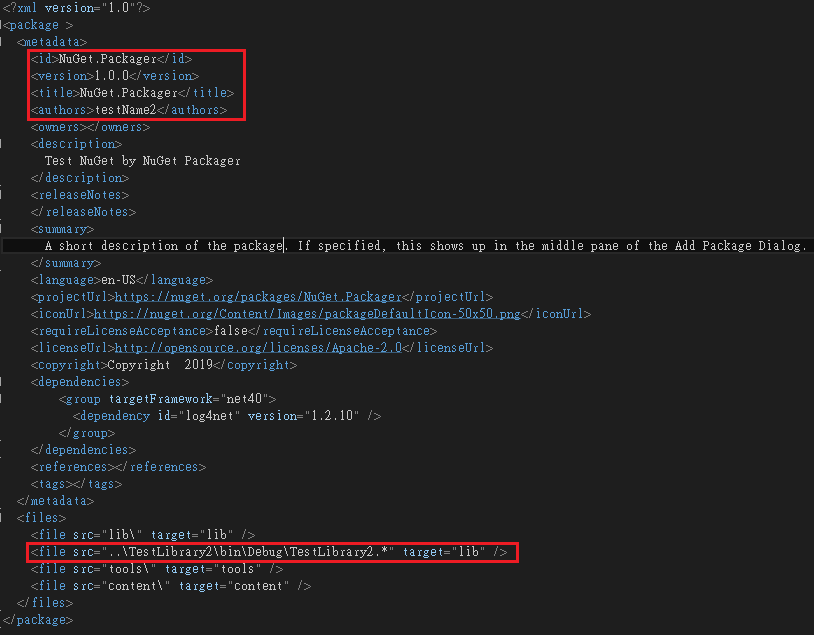 <?xml version="1.0"?>
<package >
<metadata>
<id>NuGet.Packager</id>
<version>1.0.0</version>
<title>NuGet.Packager</title>
<authors>testName2</authors>
<owners></owners>
<description>
Test NuGet by NuGet Packager
</description>
<releaseNotes>
</releaseNotes>
<summary>
A short description of the package. If specified, this shows up in the middle pane of the Add Package Dialog.
</summary>
<language>en-US</language>
<projectUrl>https://nuget.org/packages/NuGet.Packager</projectUrl>
<iconUrl>https://nuget.org/Content/Images/packageDefaultIcon-50x50.png</iconUrl>
<requireLicenseAcceptance>false</requireLicenseAcceptance>
<licenseUrl>http://opensource.org/licenses/Apache-2.0</licenseUrl>
<copyright>Copyright  2019</copyright>
<dependencies>
<group targetFramework="net40">
<dependency id="log4net" version="1.2.10" />
</group>
</dependencies>
<references></references>
<tags></tags>
</metadata>
<files>
<file src="lib\" target="lib" />
<file src="..\TestLibrary2\bin\Debug\TestLibrary2.*" target="lib" />
<file src="tools\" target="tools" />
<file src="content\" target="content" />
</files>
</package>